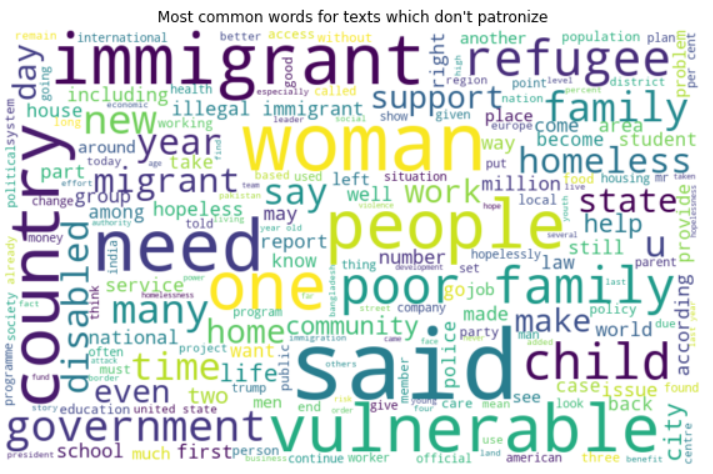 Most common words for texts which don't patronize
remain international better access without another population plan
going health good including called right region point level district problem per cent
day immigrant refugee
house new illegal immigrant support family
political system long working especially economic leader show given place nation europe percent high
around year take social find way put come area become student
part today age based used left situation food housing mr taken
country woman homeless
change effort team migrant say well work million local live state
among group hopeless may pakistan violence hope youth several hopelessness
money told living year old report number help still provide
already authority need people u
disabled india know thing hopelessly law parent
service think power homelessness development set
society fact many one far bangladesh street company go job poor family last
programme home community made make policy world due
national program project immigration party man according
often must time want public others came face police never added last year
attack border life member trump said child
fund even two men care mean see case issue found
story education united state end give young four look back city
government risk order vulnerable
president school much first person continue business worker official use land american three benefit centre